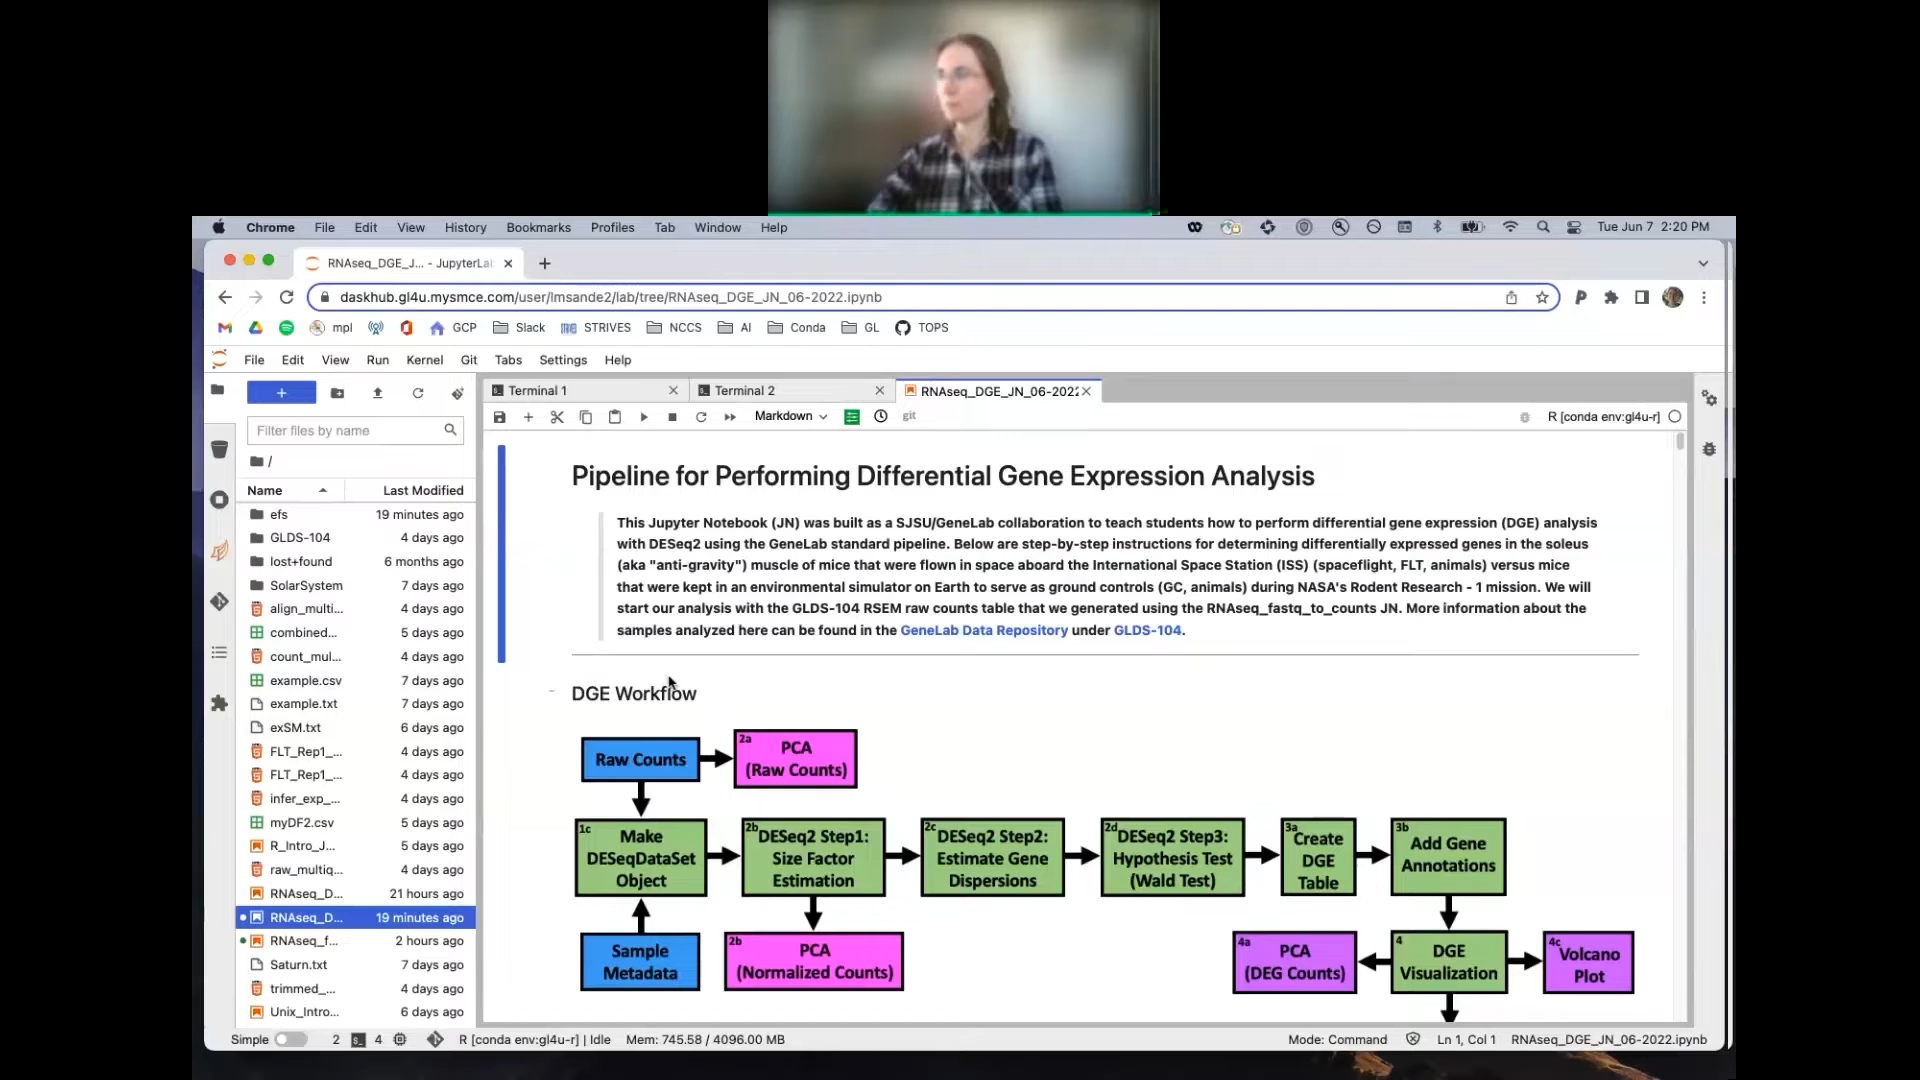 Chrome File Edit View History Bookmarks Profiles Tab Window Help Tue Jun 7 2:20 PM
RNAseq_DGE_J... - JupyterLa
daskhub.gl4u.mysmce.com/user/lmsande2/lab/tree/RNAseq_DGE_JN_06-2022.ipynb
mpl GCP Slack STRIVES NCCS AI Conda GL TOPS
File Edit View Run Kernel Git Tabs Settings Help
Terminal 1 Terminal 2 RNAseq_DGE_JN_06-2022
Markdown git R [conda env:gl4u-r]
Filter files by name
/
Name Last Modified
efs 19 minutes ago
GLDS-104 4 days ago
lost+found 6 months ago
SolarSystem 7 days ago
align_multi... 4 days ago
combined... 5 days ago
count_mul... 4 days ago
example.csv 7 days ago
example.txt 7 days ago
exSM.txt 6 days ago
FLT_Rep1_... 4 days ago
FLT_Rep1_... 4 days ago
infer_exp_... 4 days ago
myDF2.csv 5 days ago
R_Intro_J... 5 days ago
raw_multiq... 4 days ago
RNAseq_D... 21 hours ago
RNAseq_D... 19 minutes ago
RNAseq_f... 2 hours ago
Saturn.txt 7 days ago
trimmed_... 4 days ago
Unix_Intro... 6 days ago
Pipeline for Performing Differential Gene Expression Analysis
This Jupyter Notebook (JN) was built as a SJSU/GeneLab collaboration to teach students how to perform differential gene expression (DGE) analysis
with DESeq2 using the GeneLab standard pipeline. Below are step-by-step instructions for determining differentially expressed genes in the soleus
(aka "anti-gravity") muscle of mice that were flown in space aboard the International Space Station (ISS) (spaceflight, FLT, animals) versus mice
that were kept in an environmental simulator on Earth to serve as ground controls (GC, animals) during NASA's Rodent Research - 1 mission. We will
start our analysis with the GLDS-104 RSEM raw counts table that we generated using the RNAseq_fastq_to_counts JN. More information about the
samples analyzed here can be found in the GeneLab Data Repository under GLDS-104.
DGE Workflow
Raw Counts
2a
PCA
(Raw Counts)
1c
Make
DESeqDataSet
Object
2b
DESeq2 Step1:
Size Factor
Estimation
2c
DESeq2 Step2:
Estimate Gene
Dispersions
2d
DESeq2 Step3:
Hypothesis Test
(Wald Test)
3a
Create
DGE
Table
3b
Add Gene
Annotations
Sample
Metadata
2b
PCA
(Normalized Counts)
4a
PCA
(DEG Counts)
4
DGE
Visualization
4c
Volcano
Plot
Simple 2 4 R [conda env:gl4u-r] | Idle Mem: 745.58 / 4096.00 MB Mode: Command Ln 1, Col 1 RNAseq_DGE_JN_06-2022.ipynb